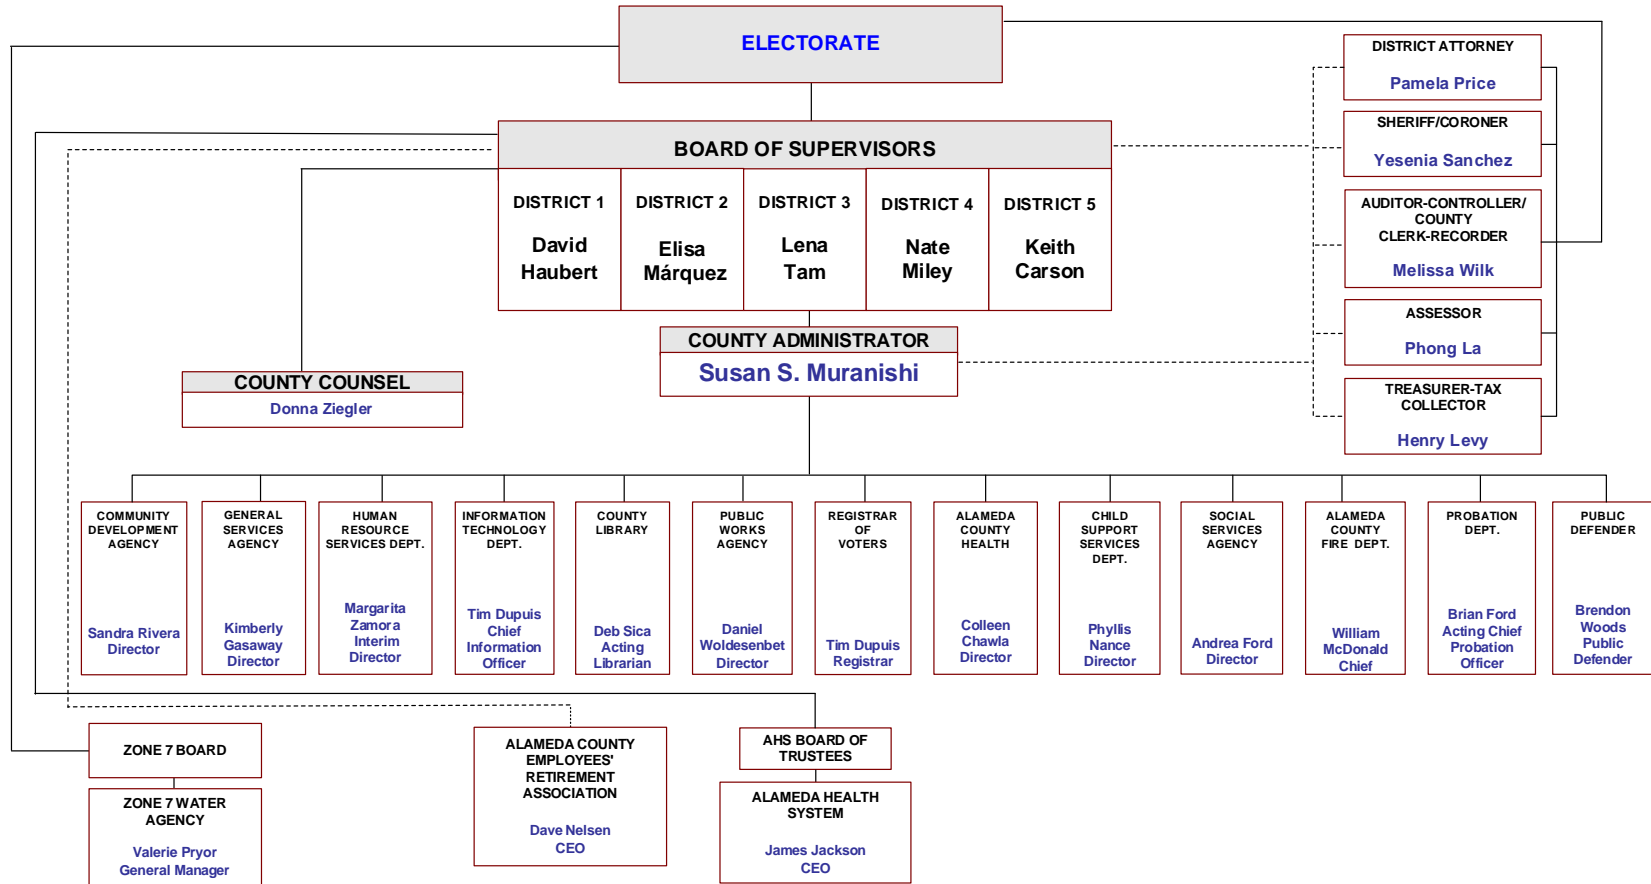 ELECTORATE
BOARD OF SUPERVISORS
DISTRICT 1
David
Haubert
DISTRICT 2
Elisa
Márquez
DISTRICT 3
Lena
Tam
DISTRICT 4
Nate
Miley
DISTRICT 5
Keith
Carson
DISTRICT ATTORNEY
Pamela Price
SHERIFF/CORONER
Yesenia Sanchez
AUDITOR-CONTROLLER/
COUNTY
CLERK-RECORDER
Melissa Wilk
ASSESSOR
Phong La
TREASURER-TAX
COLLECTOR
Henry Levy
COUNTY ADMINISTRATOR
Susan S. Muranishi
COUNTY COUNSEL
Donna Ziegler
COMMUNITY
DEVELOPMENT
AGENCY
Sandra Rivera
Director
GENERAL
SERVICES
AGENCY
Kimberly
Gasaway
Director
HUMAN
RESOURCE
SERVICES DEPT.
Margarita
Zamora
Interim
Director
INFORMATION
TECHNOLOGY
DEPT.
Tim Dupuis
Chief
Information
Officer
COUNTY
LIBRARY
Deb Sica
Acting
Librarian
PUBLIC
WORKS
AGENCY
Daniel
Woldesenbet
Director
REGISTRAR
OF
VOTERS
Tim Dupuis
Registrar
ALAMEDA
COUNTY
HEALTH
Colleen
Chawla
Director
CHILD
SUPPORT
SERVICES
DEPT.
Phyllis
Nance
Director
SOCIAL
SERVICES
AGENCY
Andrea Ford
Director
ALAMEDA
COUNTY
FIRE DEPT.
William
McDonald
Chief
PROBATION
DEPT.
Brian Ford
Acting Chief
Probation
Officer
PUBLIC
DEFENDER
Brendon
Woods
Public
Defender
ZONE 7 BOARD
ZONE 7 WATER
AGENCY
Valerie Pryor
General Manager
ALAMEDA COUNTY
EMPLOYEES'
RETIREMENT
ASSOCIATION
Dave Nelsen
CEO
AHS BOARD OF
TRUSTEES
ALAMEDA HEALTH
SYSTEM
James Jackson
CEO